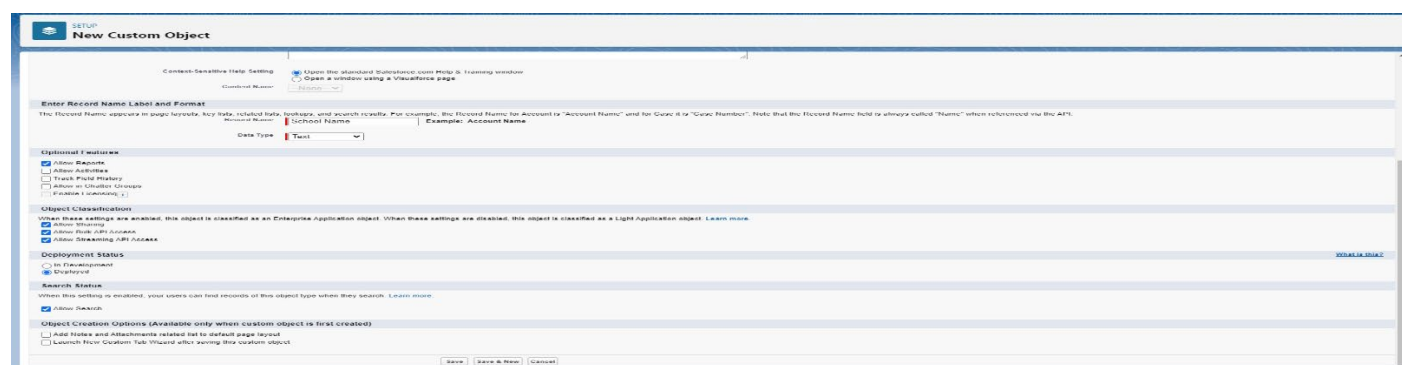 SETUP
New Custom Object
Context-Sensitive Help Setting
Open the standard Salesforce.com Help & Training window
Open a window using a Visualforce page
Content Name
--None--
Enter Record Name Label and Format
The Record Name appears in page layouts, key lists, related lists, lookups, and search results. For example, the Record Name for Account is "Account Name" and for Case it is "Case Number". Note that the Record Name field is always called "Name" when referenced via the API.
Record Name School Name Example: Account Name
Data Type Text
Optional Features
Allow Reports
Allow Activities
Track Field History
Allow in Chatter Groups
Enable Licensing
Object Classification
When these settings are enabled, this object is classified as an Enterprise Application object. When these settings are disabled, this object is classified as a Light Application object. Learn more.
Allow Sharing
Allow Bulk API Access
Allow Streaming API Access
Deployment Status What is this?
In Development
Deployed
Search Status
When this setting is enabled, your users can find records of this object type when they search. Learn more.
Allow Search
Object Creation Options (Available only when custom object is first created)
Add Notes and Attachments related list to default page layout
Launch New Custom Tab Wizard after saving this custom object
Save Save & New Cancel